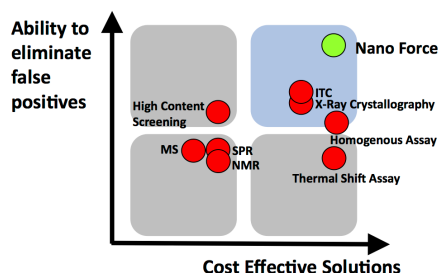 Ability to
eliminate
false
positives
Nano Force
ITC
X-Ray Crystallography
High Content
Screening
Homogenous Assay
MS
SPR
NMR
Thermal Shift Assay
Cost Effective Solutions